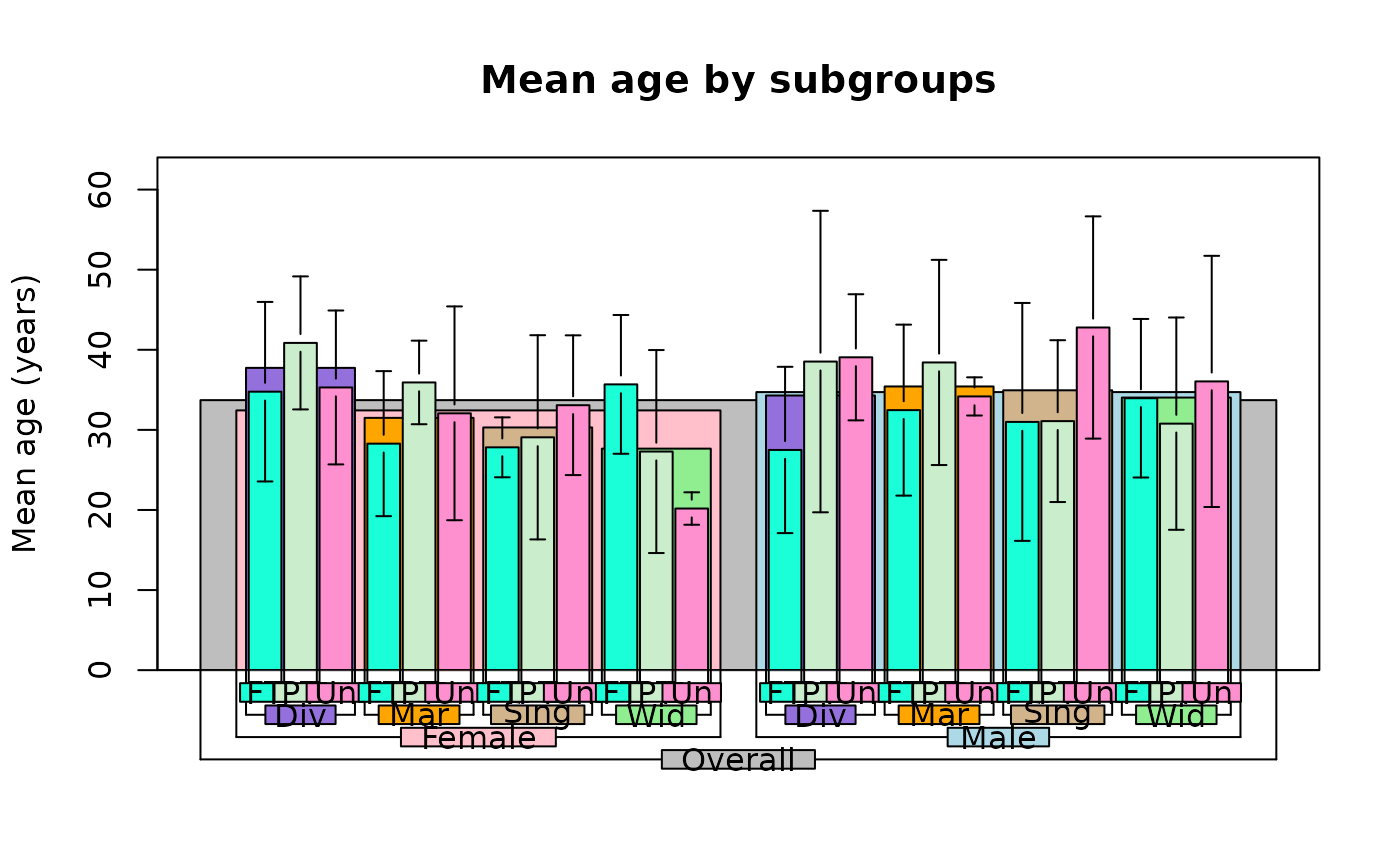 Mean age by subgroups
Mean age (years)
60
50
40
30
20
10
0
FT PT Un FT PT Un FT PT Un FT PT Un FT PT Un FT PT Un FT PT Un FT PT Un
Div Mar Sing Wid Div Mar Sing Wid
Female Male
Overall